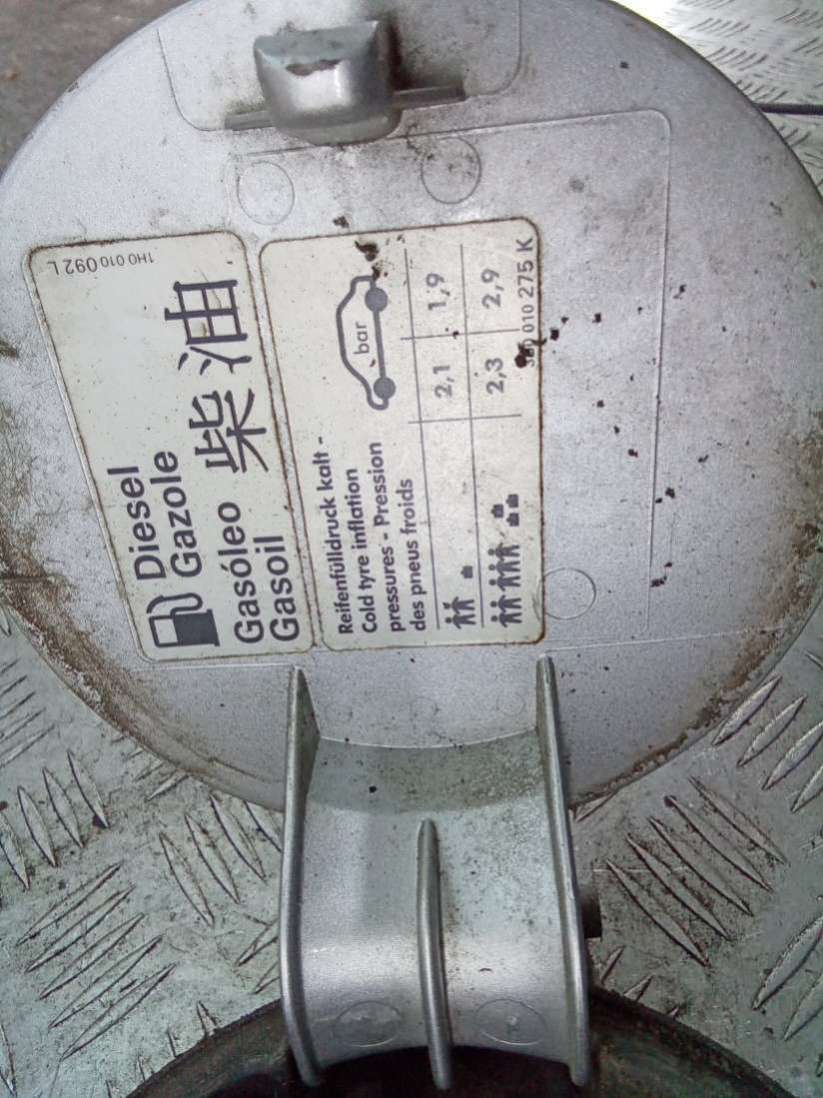 1H0 010 092 L
Diesel
Gazole
Gasóleo 柴油
Gasoil
Reifenfülldruck kalt -
Cold tyre inflation
pressures - Pression
des pneus froids
bar
2,1 1,9
2,3 2,9
010 275 K